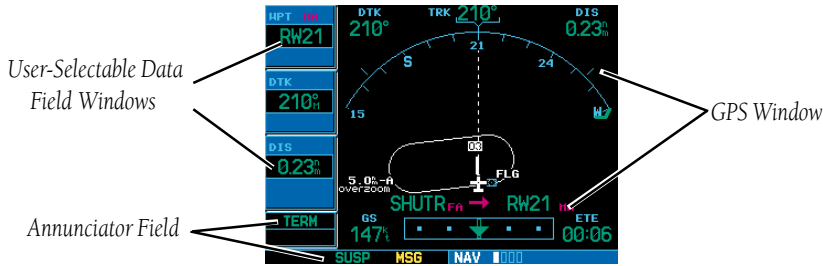 User-Selectable Data
Field Windows
Annunciator Field
GPS Window
WPT MA
RW21
DTK
210°M
DIS
0.23nm
TERM
SUSP MSG NAV
DTK
210°
TRK 210°
DIS
0.23nm
15 S 21 24 W
03
FLG
5.0nm-A
overzoom
SHUTR FA → RW21 MA
GS
147kt
ETE
00:06